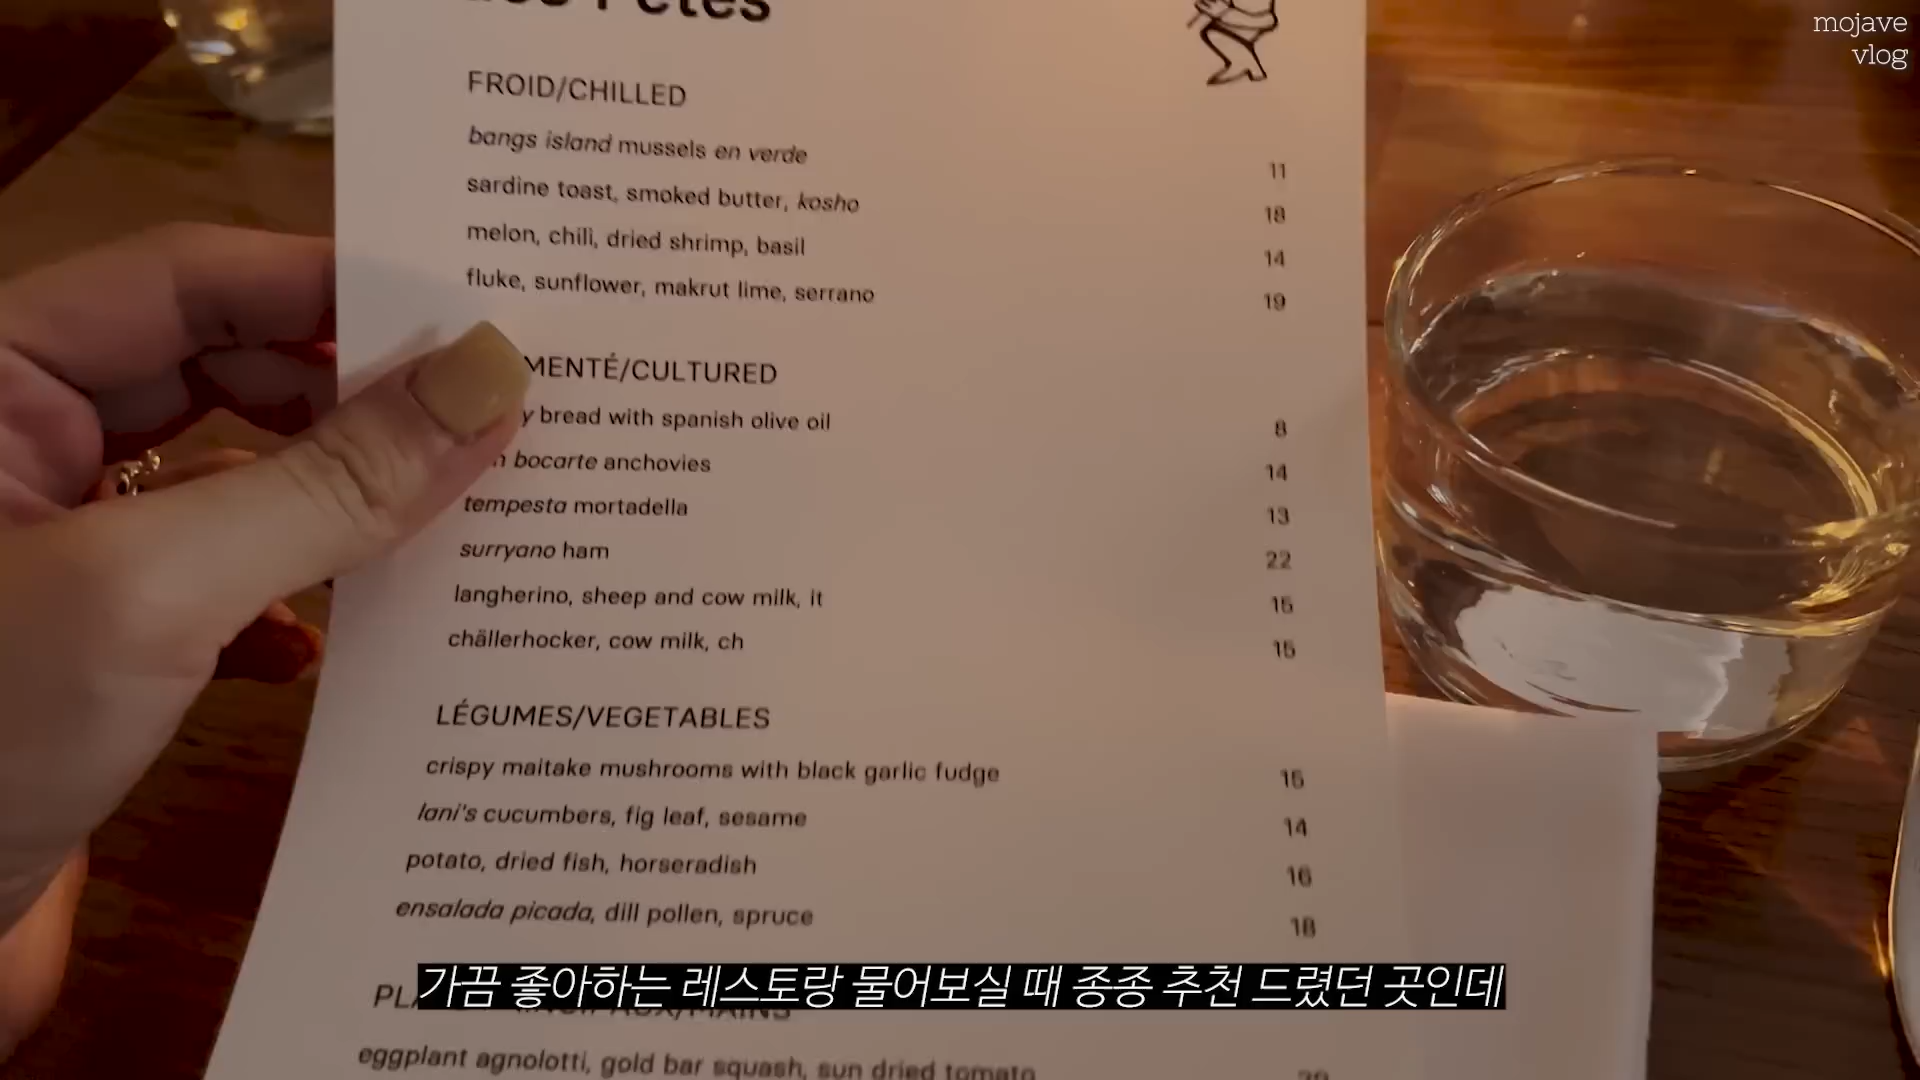 mojave
vlog
FROID/CHILLED
bangs island mussels en verde 11
sardine toast, smoked butter, kosho 18
melon, chili, dried shrimp, basil 14
fluke, sunflower, makrut lime, serrano 19
MENTÉ/CULTURED
bread with spanish olive oil 8
bocarte anchovies 14
tempesta mortadella 13
surryano ham 22
langherino, sheep and cow milk, it 15
challerhocker, cow milk, ch 15
LÉGUMES/VEGETABLES
crispy maitake mushrooms with black garlic fudge 15
lani's cucumbers, fig leaf, sesame 14
potato, dried fish, horseradish 16
ensalada picada, dill pollen, spruce 18
가끔 좋아하는 레스토랑 물어보실 때 종종 추천 드렸던 곳인데
eggplant agnolotti, gold bar squash, sun dried tomato